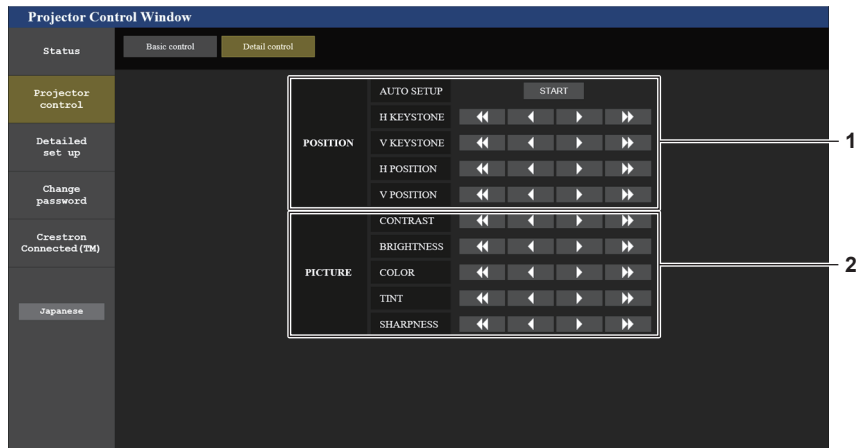 Projector Control Window
Status
Basic control
Detail control
Projector
control
Detailed
set up
Change
password
Crestron
Connected(TM)
Japanese
POSITION
AUTO SETUP
START
H KEYSTONE
V KEYSTONE
H POSITION
V POSITION
1
PICTURE
CONTRAST
BRIGHTNESS
COLOR
TINT
SHARPNESS
2